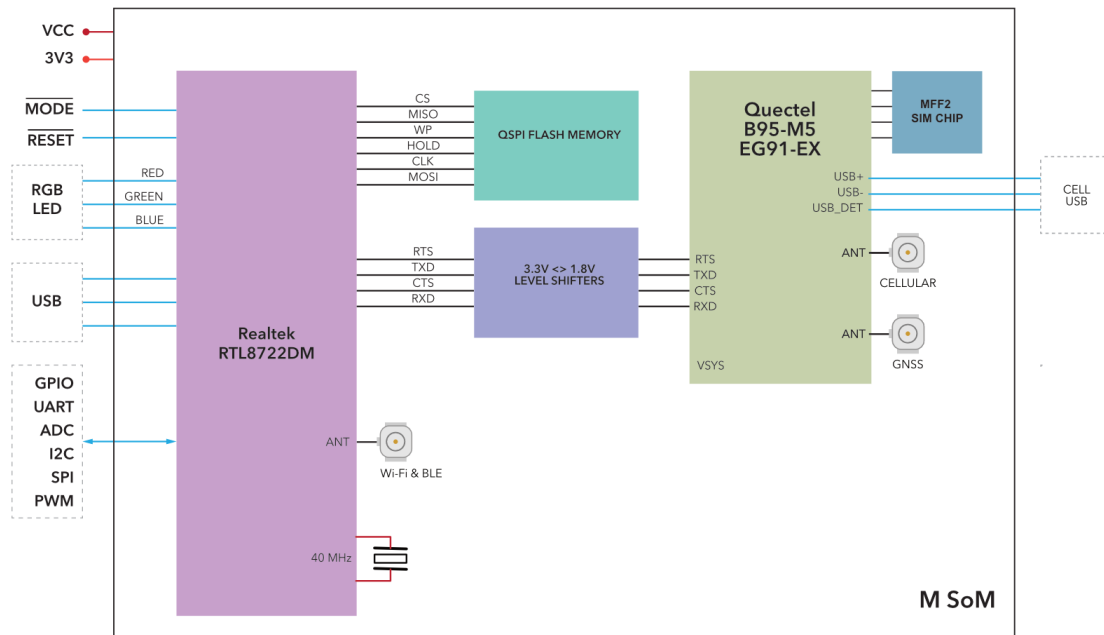 VCC
3V3
MODE
RESET
RGB
LED
RED
GREEN
BLUE
USB
GPIO
UART
ADC
I2C
SPI
PWM
Realtek
RTL8722DM
ANT
Wi-Fi & BLE
40 MHz
CS
MISO
WP
HOLD
CLK
MOSI
QSPI FLASH MEMORY
RTS
TXD
CTS
RXD
3.3V <> 1.8V
LEVEL SHIFTERS
Quectel
B95-M5
EG91-EX
RTS
TXD
CTS
RXD
VSYS
MFF2
SIM CHIP
USB+
USB-
USB_DET
CELL
USB
ANT
CELLULAR
ANT
GNSS
M SoM